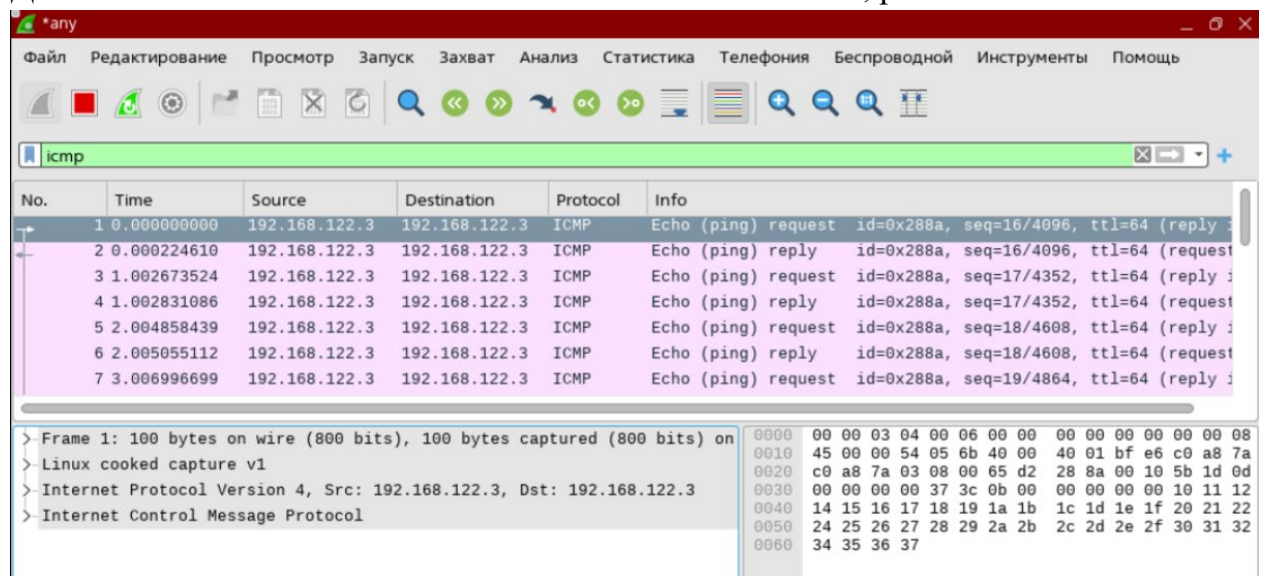 *any
Файл Редактирование Просмотр Запуск Захват Анализ Статистика Телефония Беспроводной Инструменты Помощь
icmp
No. Time Source Destination Protocol Info
1 0.000000000 192.168.122.3 192.168.122.3 ICMP Echo (ping) request id=0x288a, seq=16/4096, ttl=64 (reply i
2 0.000224610 192.168.122.3 192.168.122.3 ICMP Echo (ping) reply id=0x288a, seq=16/4096, ttl=64 (request
3 1.002673524 192.168.122.3 192.168.122.3 ICMP Echo (ping) request id=0x288a, seq=17/4352, ttl=64 (reply i
4 1.002831086 192.168.122.3 192.168.122.3 ICMP Echo (ping) reply id=0x288a, seq=17/4352, ttl=64 (request
5 2.004858439 192.168.122.3 192.168.122.3 ICMP Echo (ping) request id=0x288a, seq=18/4608, ttl=64 (reply i
6 2.005055112 192.168.122.3 192.168.122.3 ICMP Echo (ping) reply id=0x288a, seq=18/4608, ttl=64 (request
7 3.006996699 192.168.122.3 192.168.122.3 ICMP Echo (ping) request id=0x288a, seq=19/4864, ttl=64 (reply i
Frame 1: 100 bytes on wire (800 bits), 100 bytes captured (800 bits) on
Linux cooked capture v1
Internet Protocol Version 4, Src: 192.168.122.3, Dst: 192.168.122.3
Internet Control Message Protocol
0000 00 00 03 04 00 06 00 00 00 00 00 00 00 00 08
0010 45 00 00 54 05 6b 40 00 40 01 bf e6 c0 a8 7a
0020 c0 a8 7a 03 08 00 65 d2 28 8a 00 10 5b 1d 0d
0030 00 00 00 00 37 3c 0b 00 00 00 00 00 10 11 12
0040 14 15 16 17 18 19 1a 1b 1c 1d 1e 1f 20 21 22
0050 24 25 26 27 28 29 2a 2b 2c 2d 2e 2f 30 31 32
0060 34 35 36 37